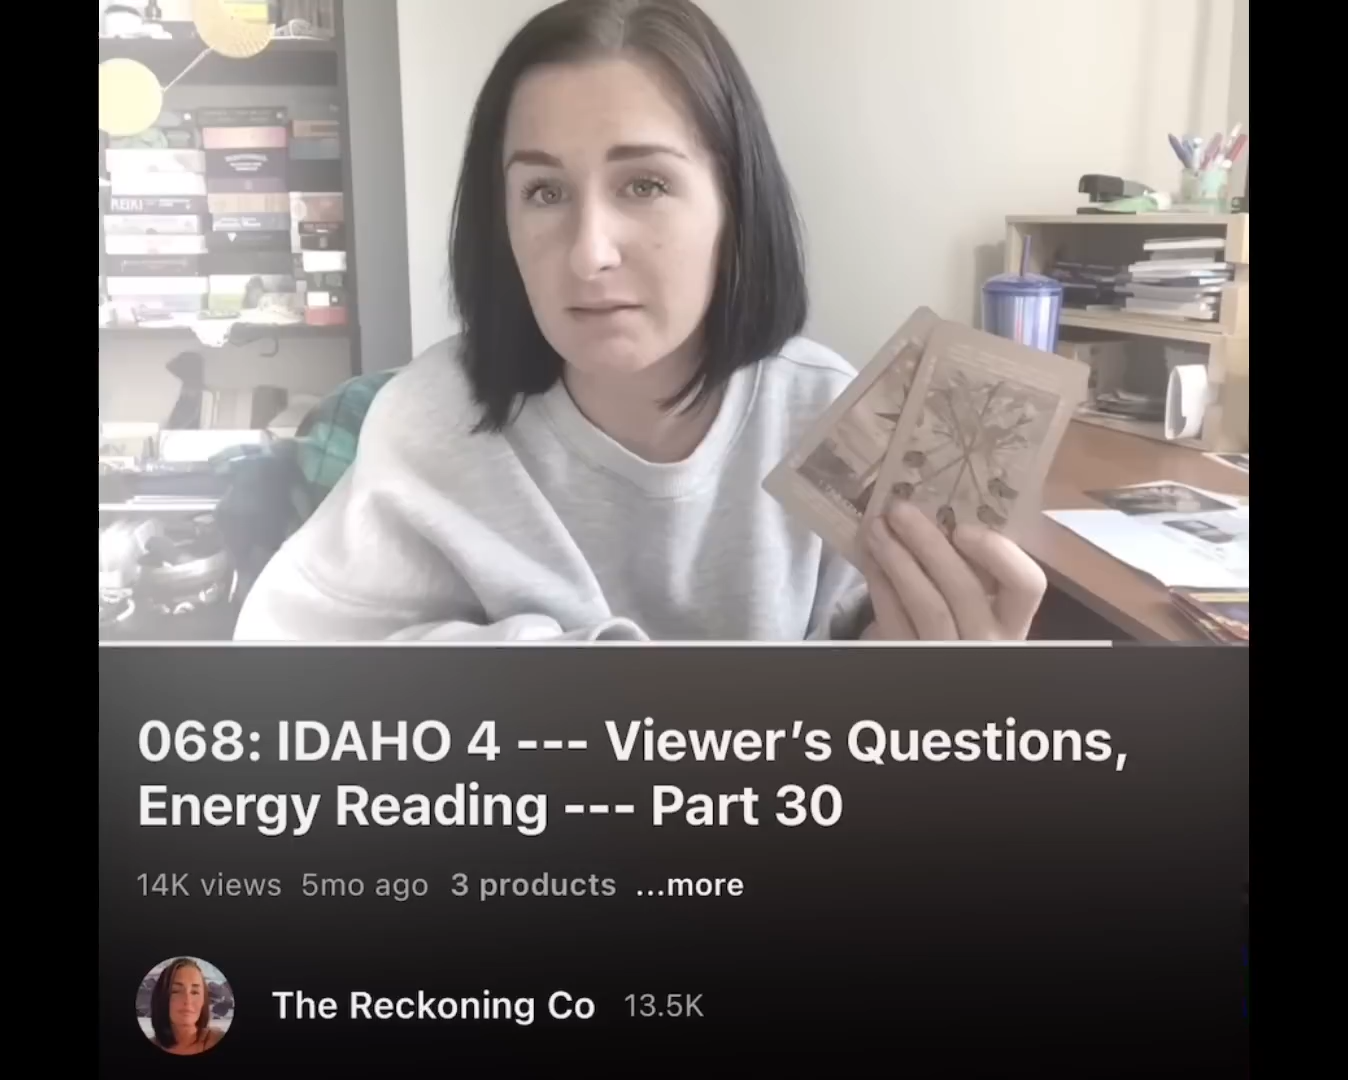 REIKI
068: IDAHO 4 --- Viewer’s Questions,
Energy Reading --- Part 30
14K views 5mo ago 3 products ...more
The Reckoning Co 13.5K